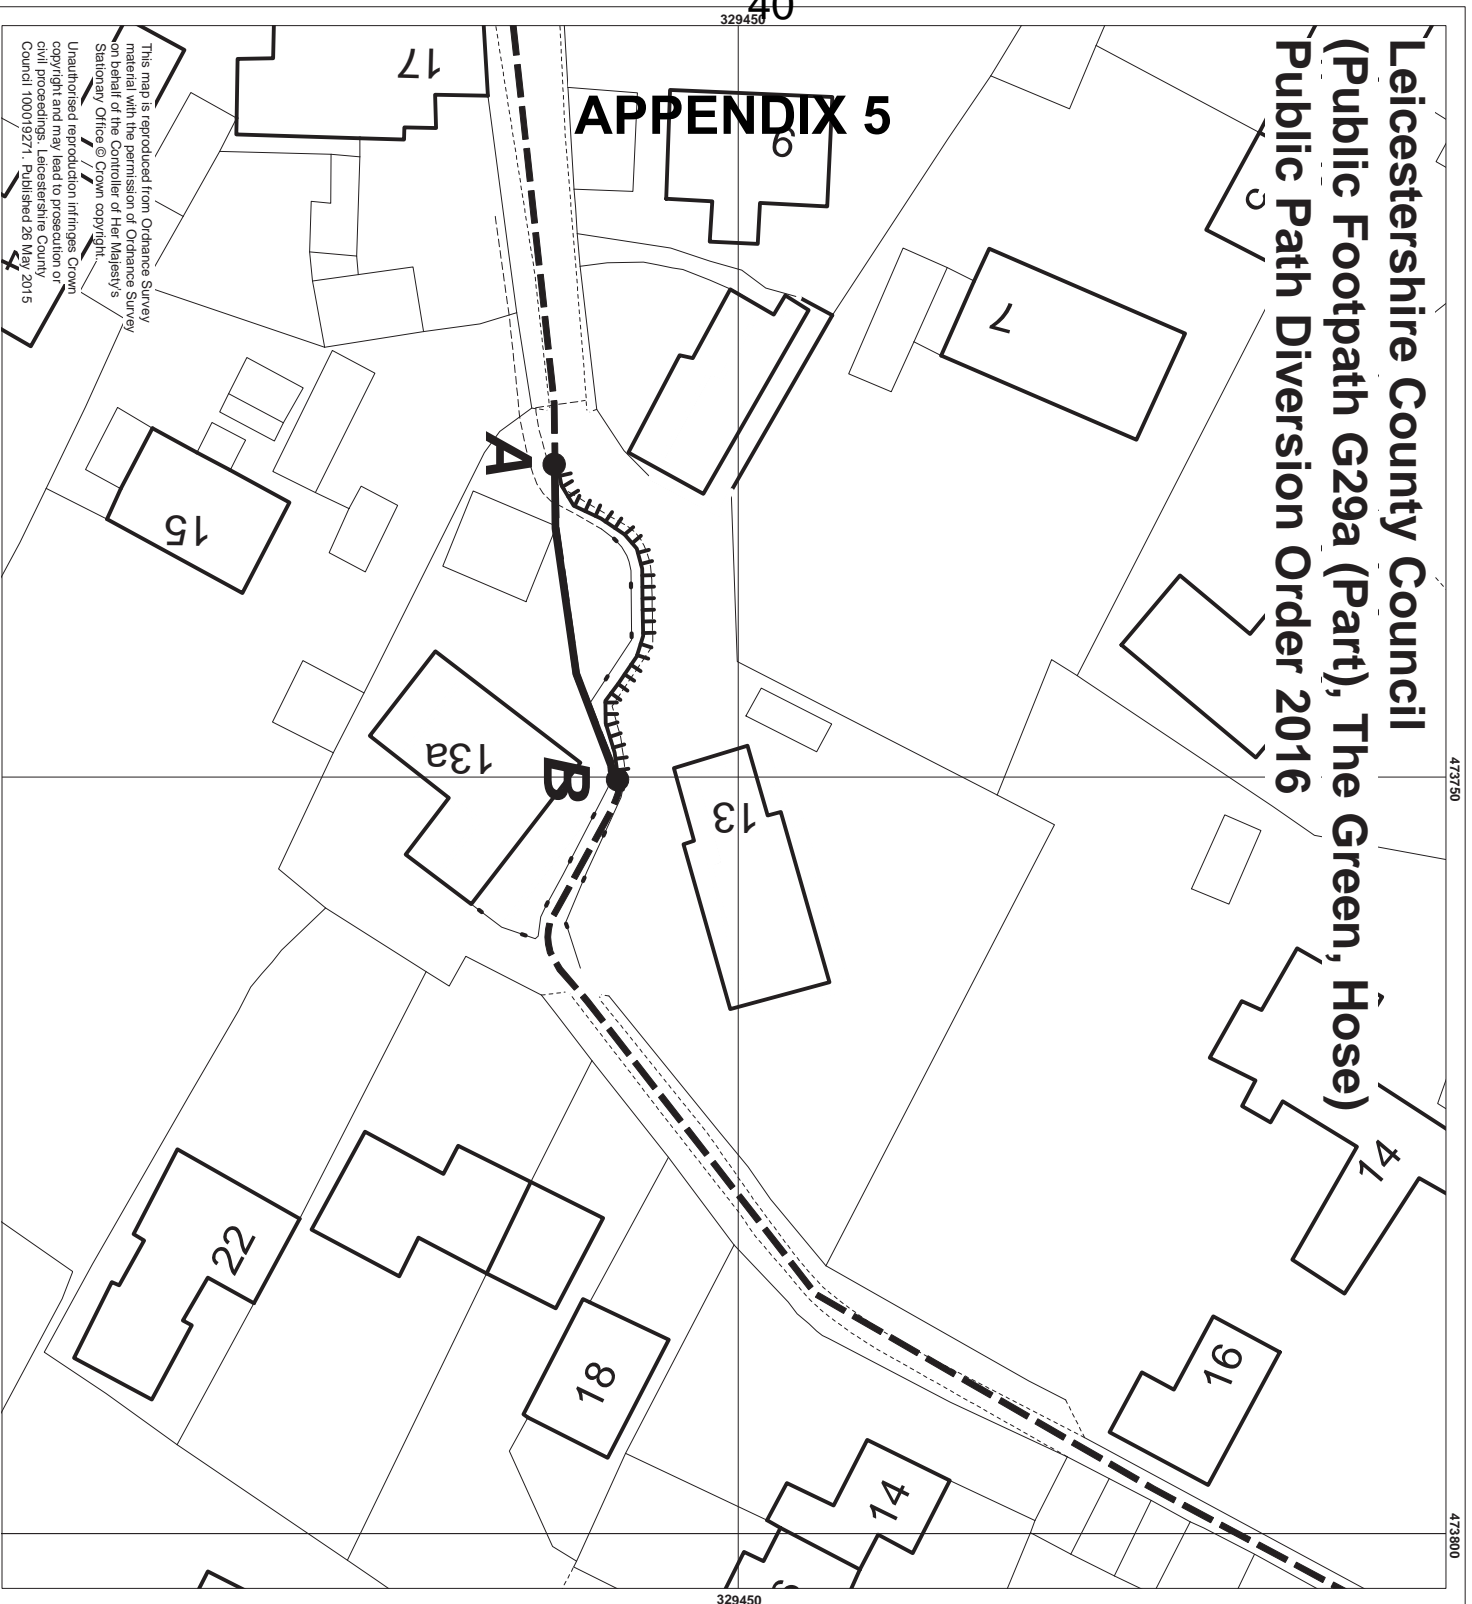 40
329450
APPENDIX 5
Leicestershire County Council
(Public Footpath G29a (Part), The Green, Hose)
Public Path Diversion Order 2016
This map is reproduced from Ordnance Survey
material with the permission of Ordnance Survey
on behalf of the Controller of Her Majesty's
Stationary Office © Crown copyright.
Unauthorised reproduction infringes Crown
copyright and may lead to prosecution or
civil proceedings. Leicestershire County
Council 100019271. Published 26 May 2015
17
9
7
A
15
13a
B
13
473750
14
22
18
16
14
473800
329450